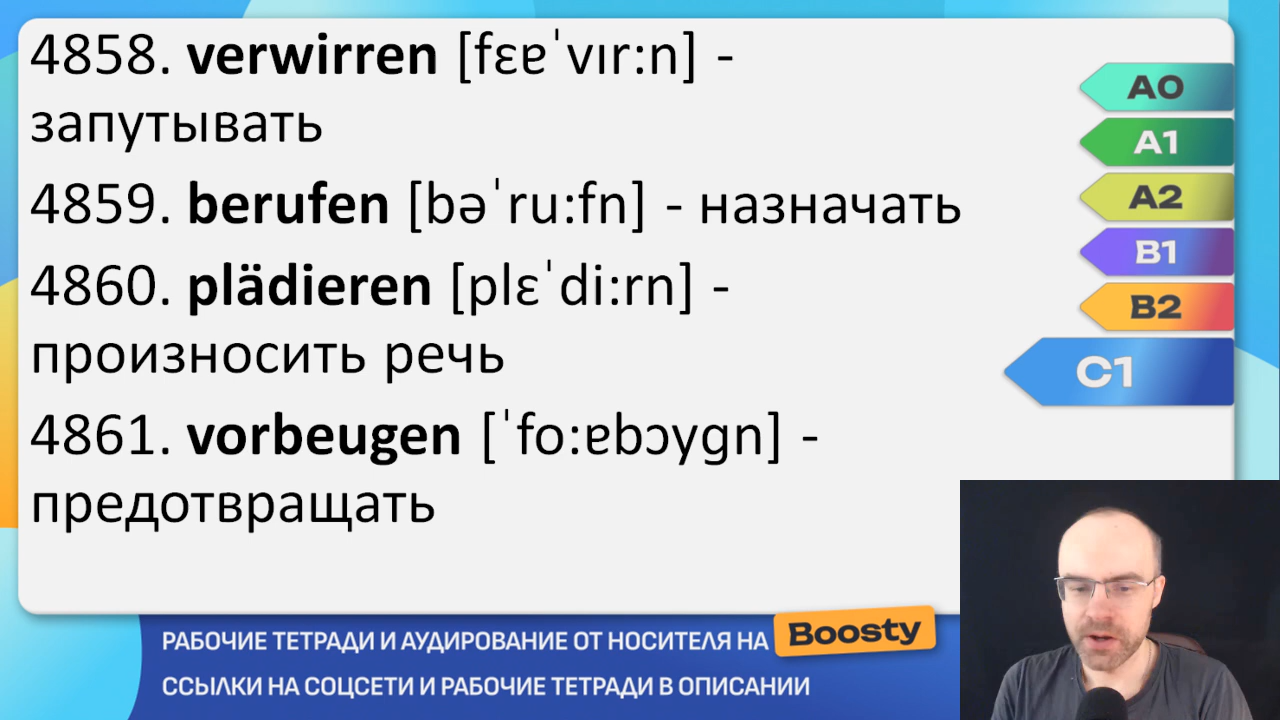 4858. verwirren [fɛɐˈvɪr:n] -
запутывать
4859. berufen [bəˈru:fn] - назначать
4860. plädieren [plɛˈdi:rn] -
произносить речь
4861. vorbeugen [ˈfo:ɐbɔygn] -
предотвращать
A0
A1
A2
B1
B2
C1
РАБОЧИЕ ТЕТРАДИ И АУДИРОВАНИЕ ОТ НОСИТЕЛЯ НА Boosty
ССЫЛКИ НА СОЦСЕТИ И РАБОЧИЕ ТЕТРАДИ В ОПИСАНИИ